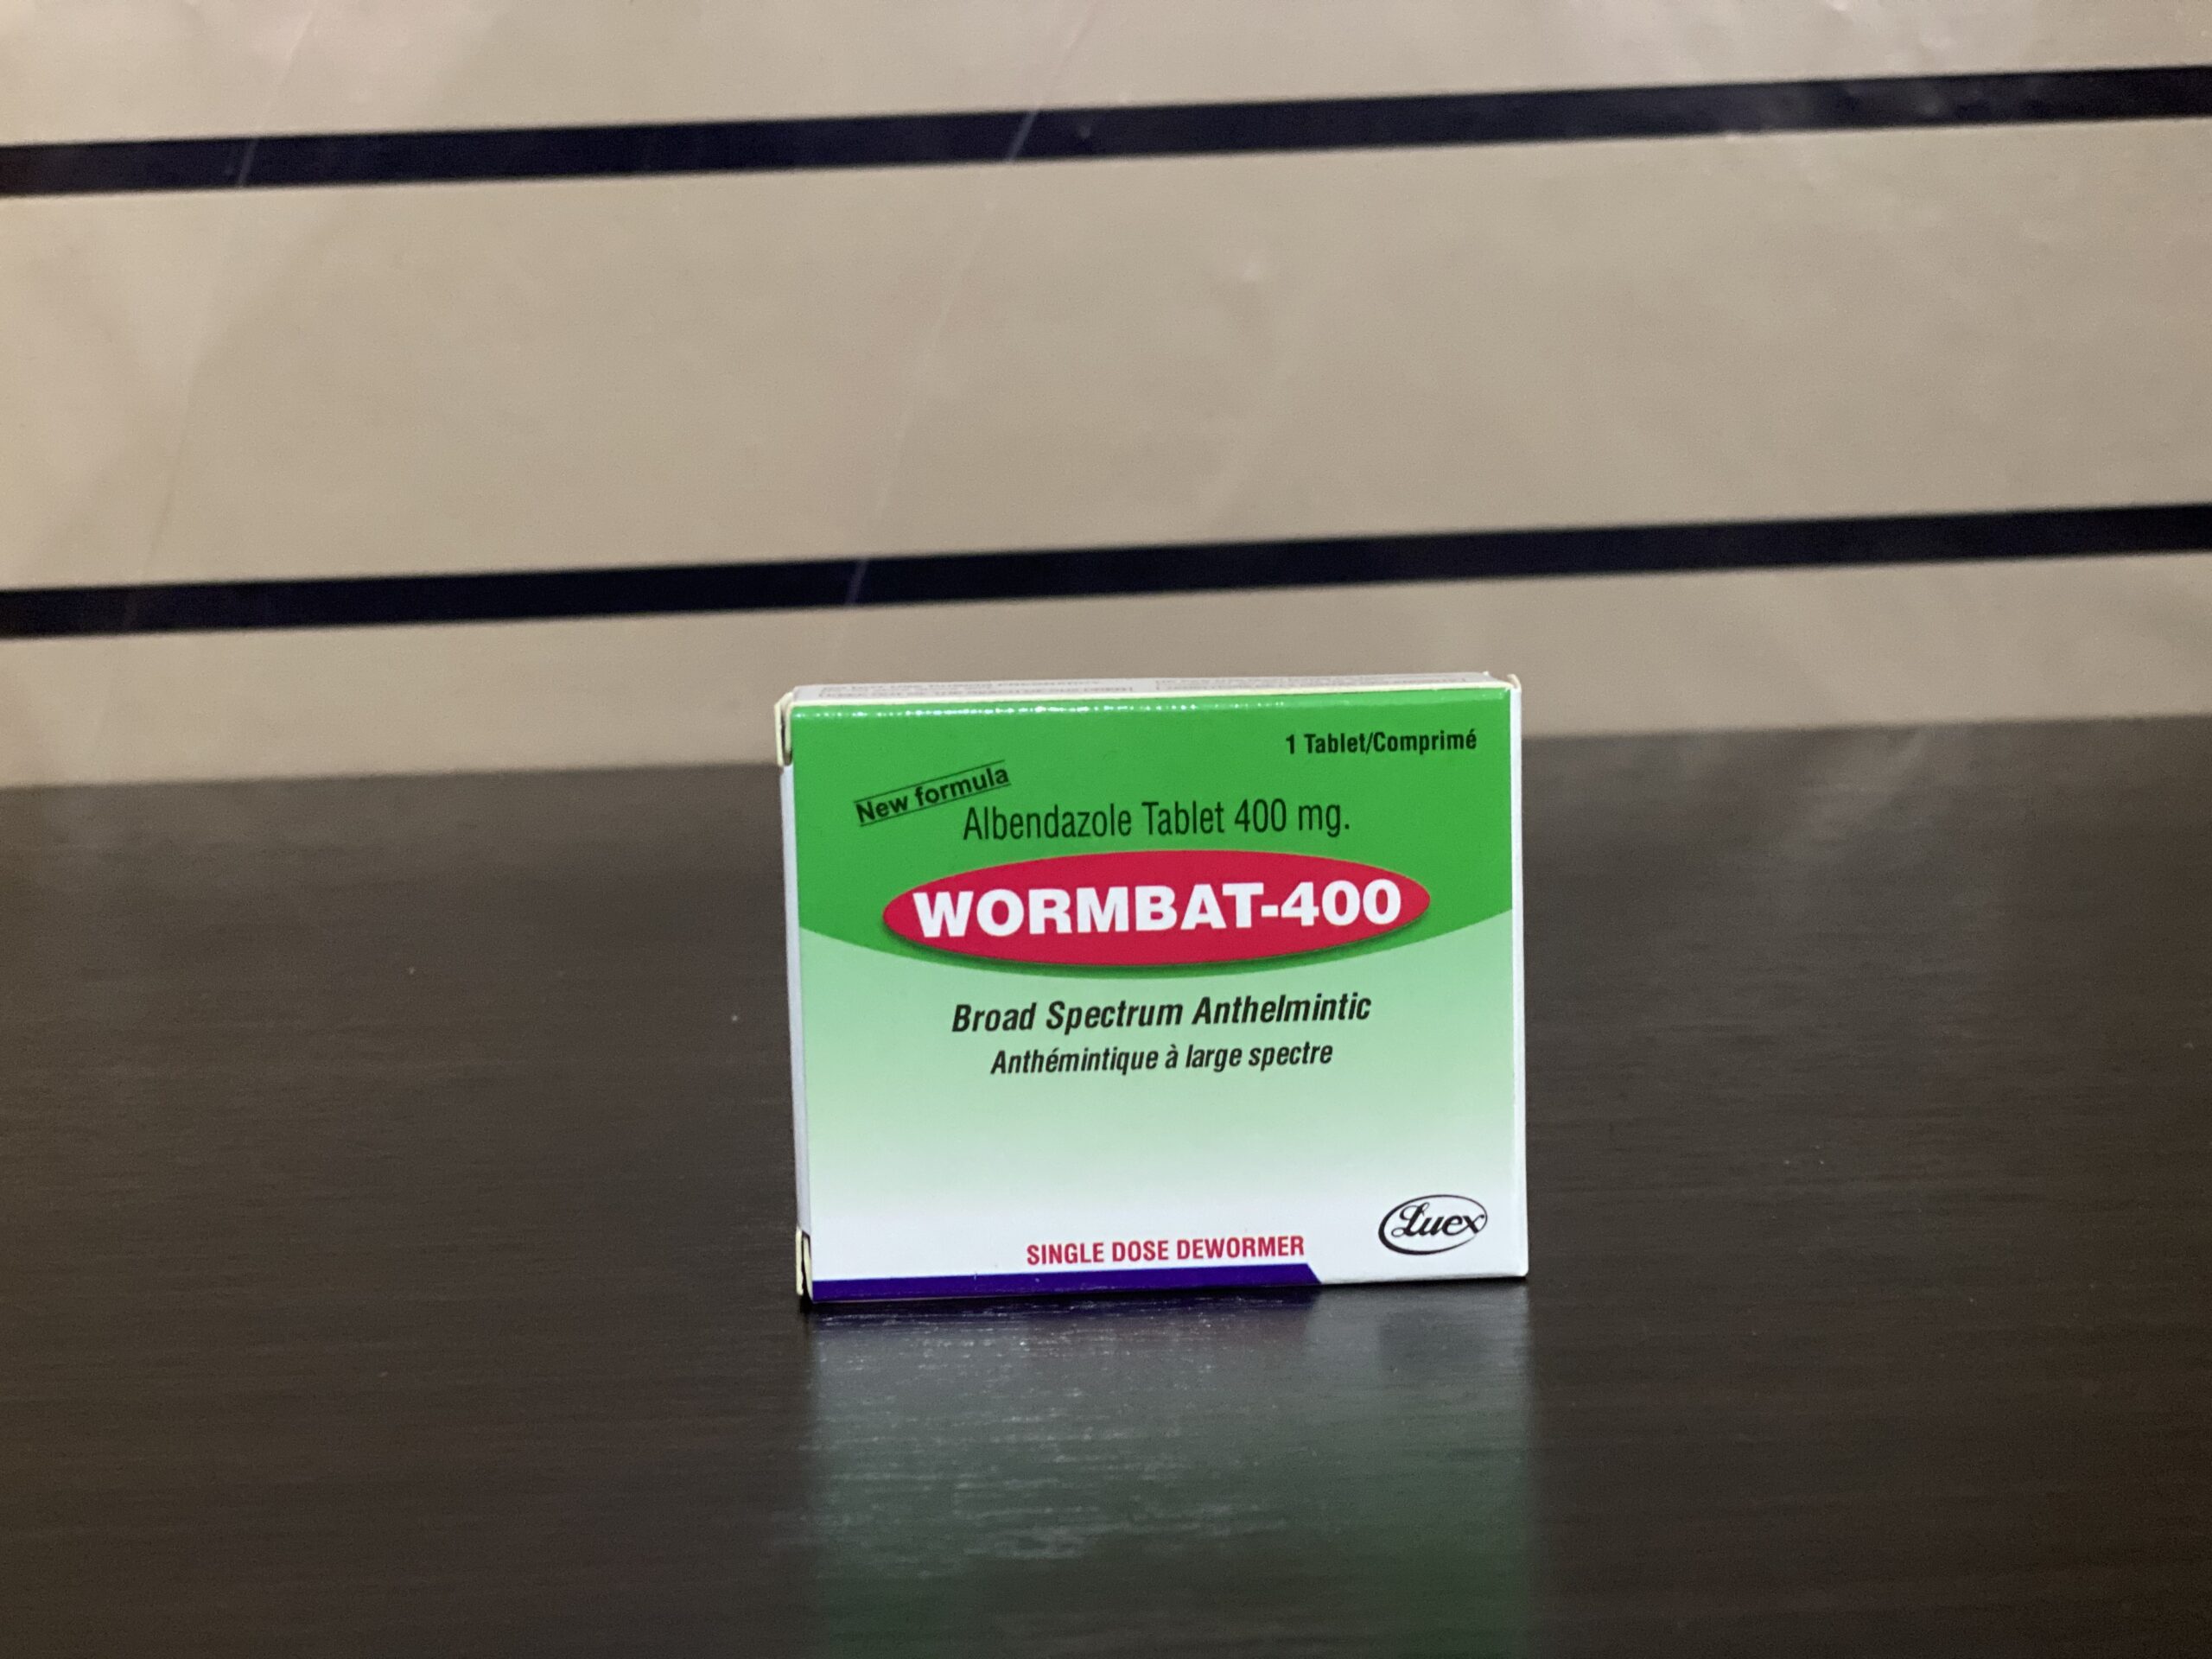 1 Tablet/Comprimé
New formula
Albendazole Tablet 400 mg.
WORMBAT-400
Broad Spectrum Anthelmintic
Anthémintique à large spectre
SINGLE DOSE DEWORMER
Luex